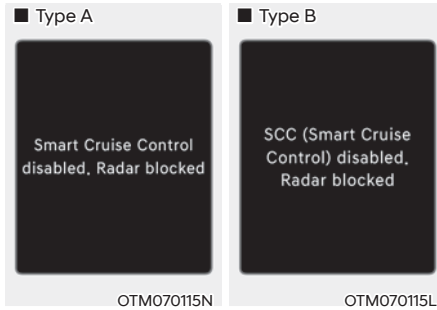 ■ Type A
Smart Cruise Control
disabled. Radar blocked
OTM070115N
■ Type B
SCC (Smart Cruise
Control) disabled.
Radar blocked
OTM070115L